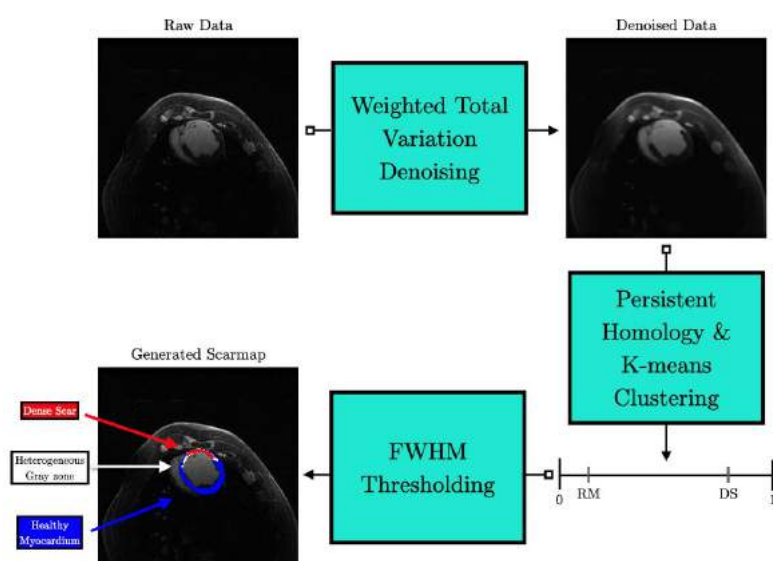 Raw Data
Denoised Data
Weighted Total
Variation
Denoising
Persistent
Homology &
K-means
Clustering
Generated Scarmap
Dense Scar
Heterogeneous
Gray zone
Healthy
Myocardium
FWHM
Thresholding
0
RM
DS
1